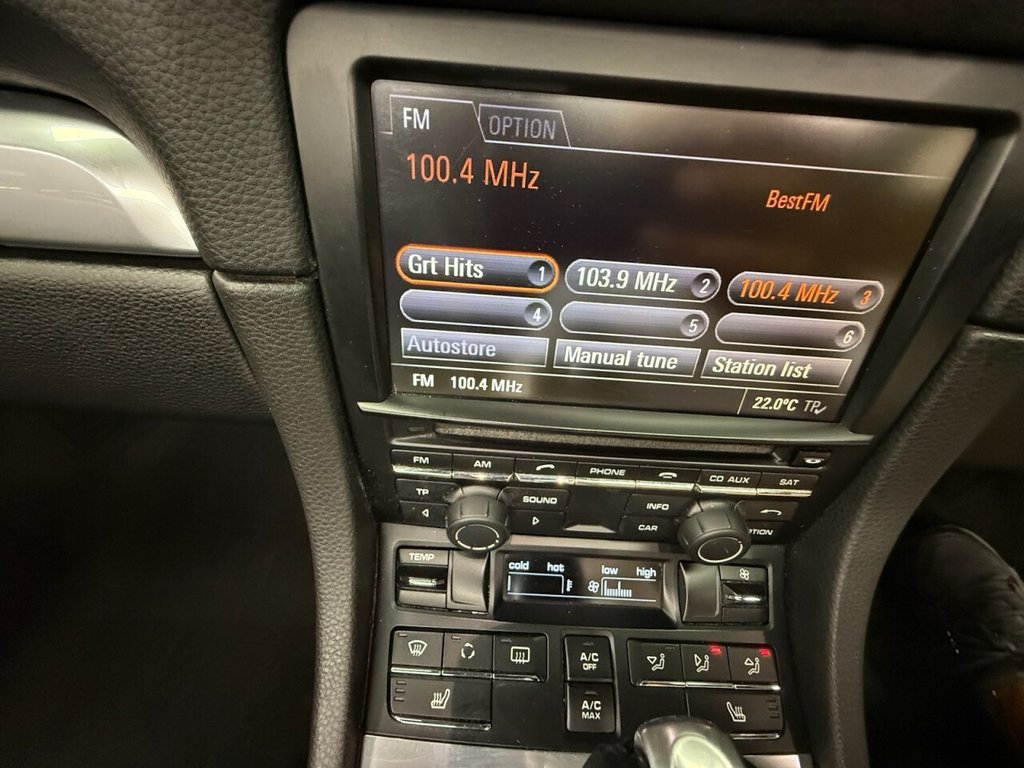 FM OPTION
100.4 MHz
BestFM
Grt Hits 1 103.9 MHz 2 100.4 MHz 3
4 5 6
Autostore Manual tune Station list
FM 100.4 MHz 22.0°C TP
FM AM PHONE CD AUX SAT
TP SOUND INFO
CAR
TEMP cold hot low high
A/C OFF
A/C MAX